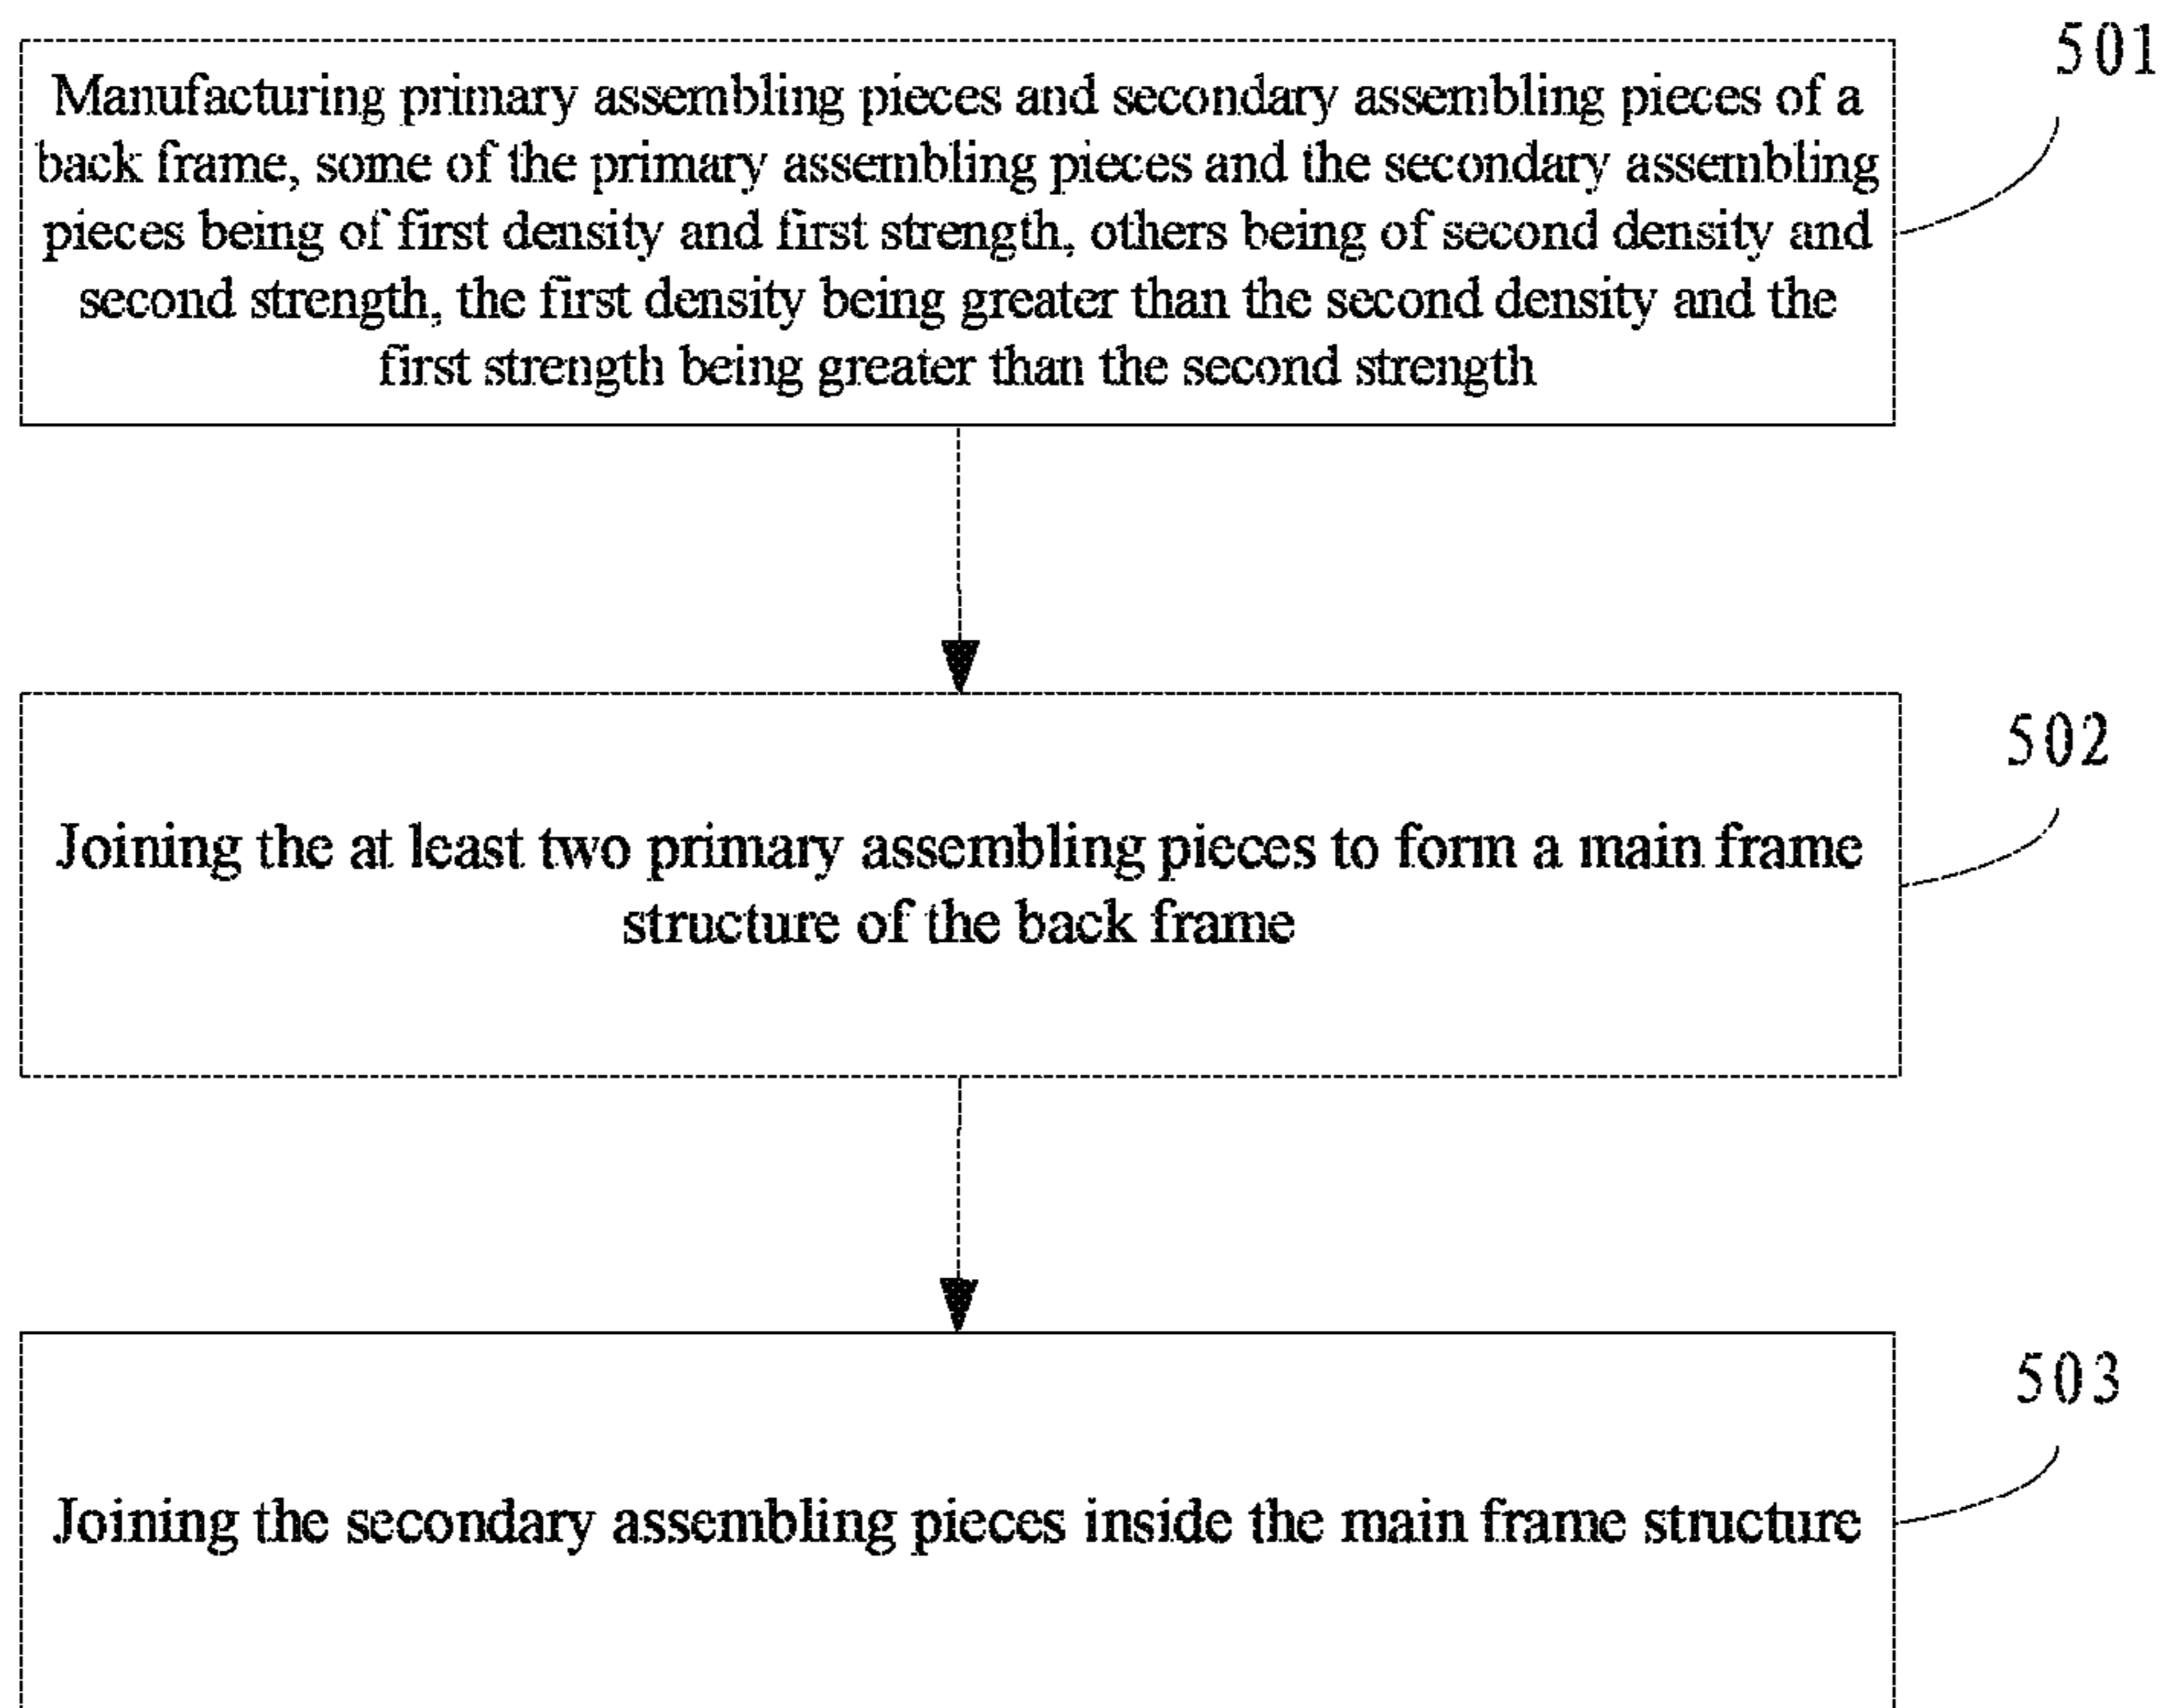 501
Manufacturing primary assembling pieces and secondary assembling pieces of a
back frame, some of the primary assembling pieces and the secondary assembling
pieces being of first density and first strength, others being of second density and
second strength, the first density being greater than the second density and the
first strength being greater than the second strength
502
Joining the at least two primary assembling pieces to form a main frame
structure of the back frame
503
Joining the secondary assembling pieces inside the main frame structure